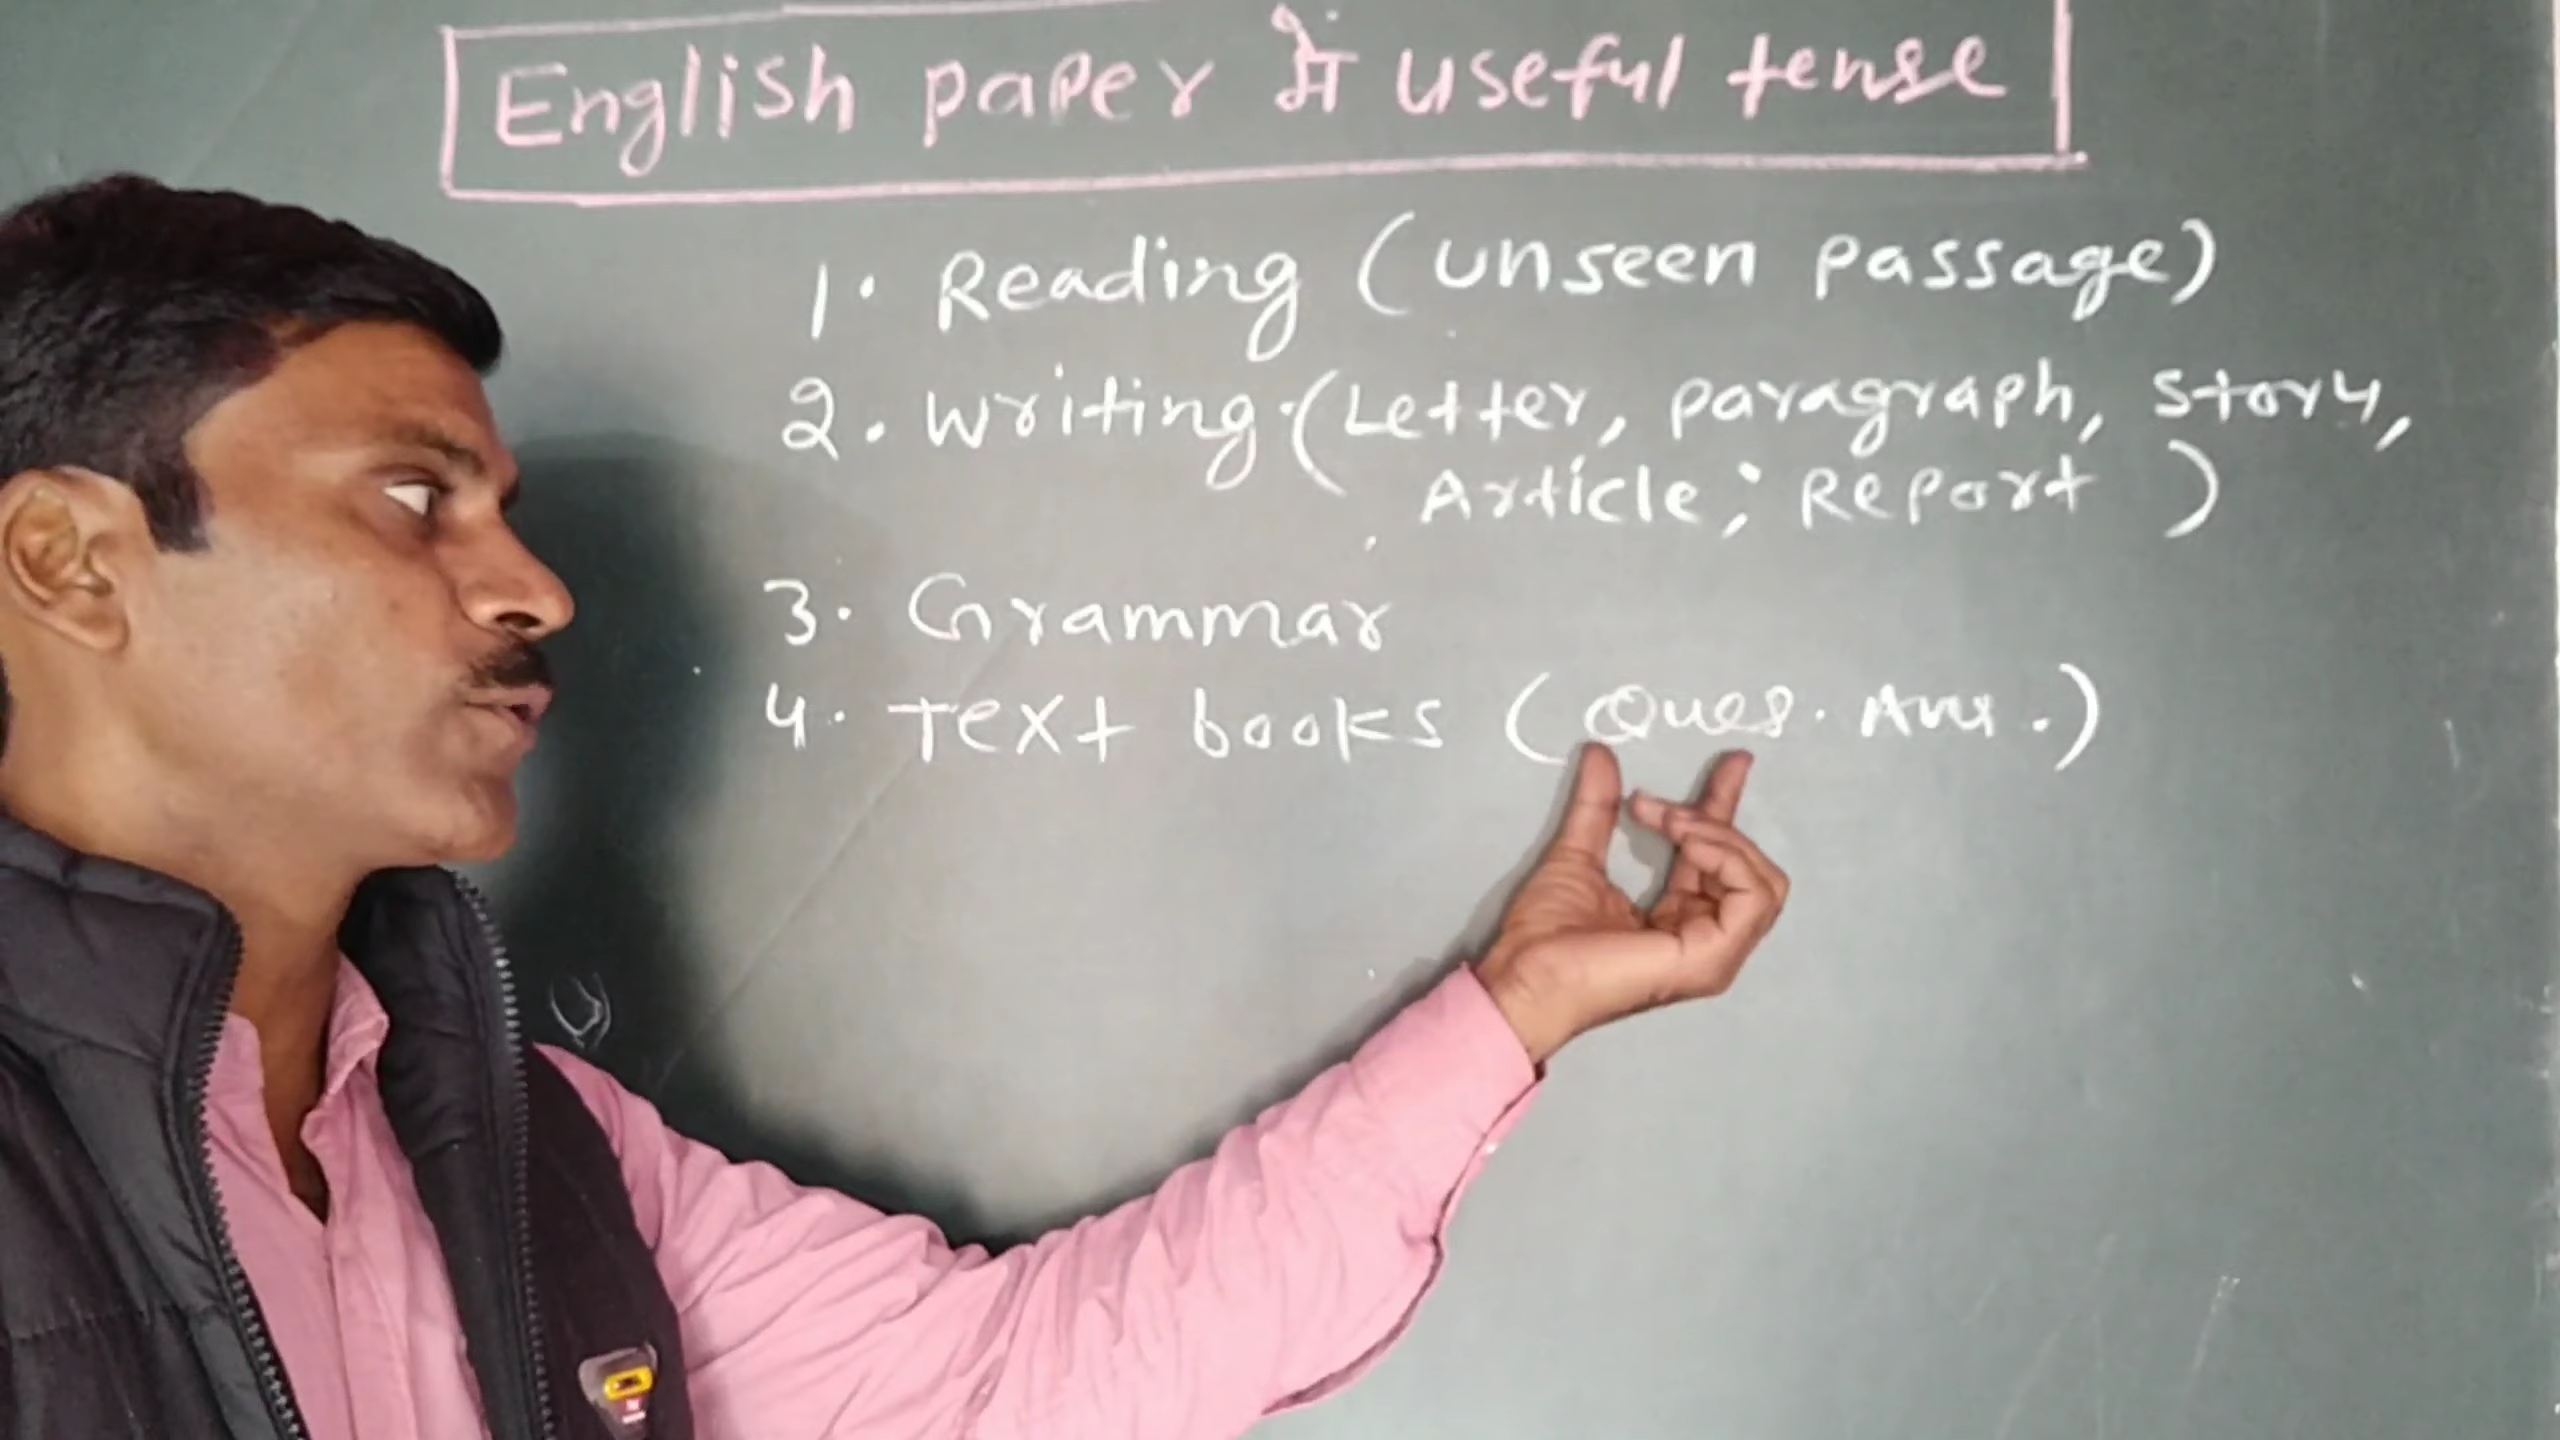 English paper में useful tense
1. Reading (unseen passage)
2. writing (Letter, paragraph, story,
Article, Report )
3. Grammar
4. Text books (Ques. Ans.)